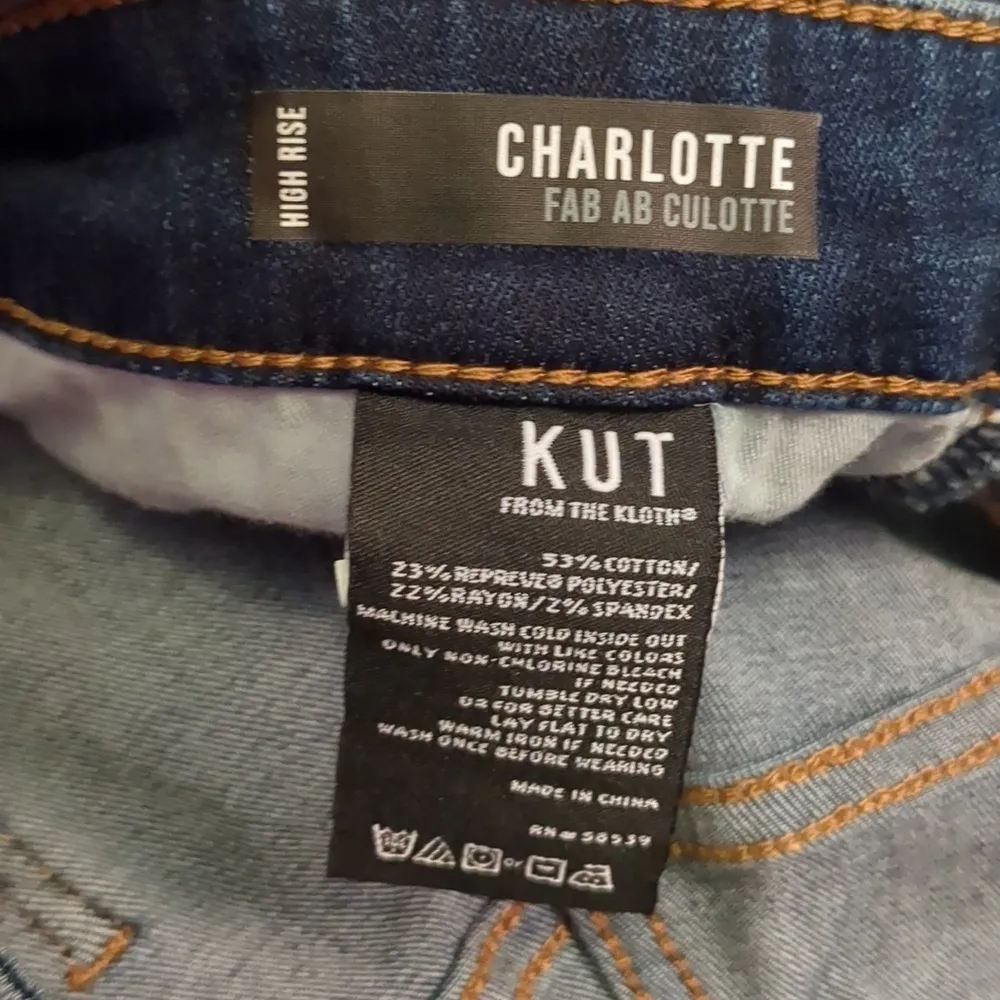 HIGH RISE
CHARLOTTE
FAB AB CULOTTE
KUT
FROM THE KLOTH®
53% COTTON/
23% REPREVE® POLYESTER/
22% RAYON/2% SPANDEX
MACHINE WASH COLD INSIDE OUT
WITH LIKE COLORS
ONLY NON-CHLORINE BLEACH
IF NEEDED
TUMBLE DRY LOW
OR FOR BETTER CARE
LAY FLAT TO DRY
WARM IRON IF NEEDED
WASH ONCE BEFORE WEARING
MADE IN CHINA
RN# 58539
or